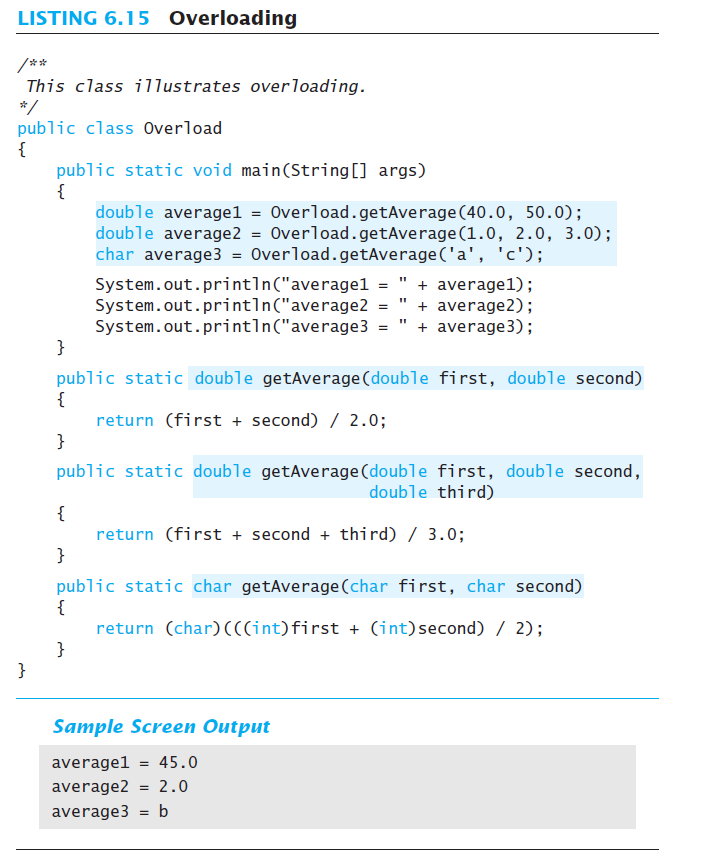 LISTING 6.15 Overloading
/**
 This class illustrates overloading.
*/
public class Overload
{
    public static void main(String[] args)
    {
        double average1 = Overload.getAverage(40.0, 50.0);
        double average2 = Overload.getAverage(1.0, 2.0, 3.0);
        char average3 = Overload.getAverage('a', 'c');
        System.out.println("average1 = " + average1);
        System.out.println("average2 = " + average2);
        System.out.println("average3 = " + average3);
    }
    public static double getAverage(double first, double second)
    {
        return (first + second) / 2.0;
    }
    public static double getAverage(double first, double second,
                                    double third)
    {
        return (first + second + third) / 3.0;
    }
    public static char getAverage(char first, char second)
    {
        return (char)(((int)first + (int)second) / 2);
    }
}
Sample Screen Output
average1 = 45.0
average2 = 2.0
average3 = b